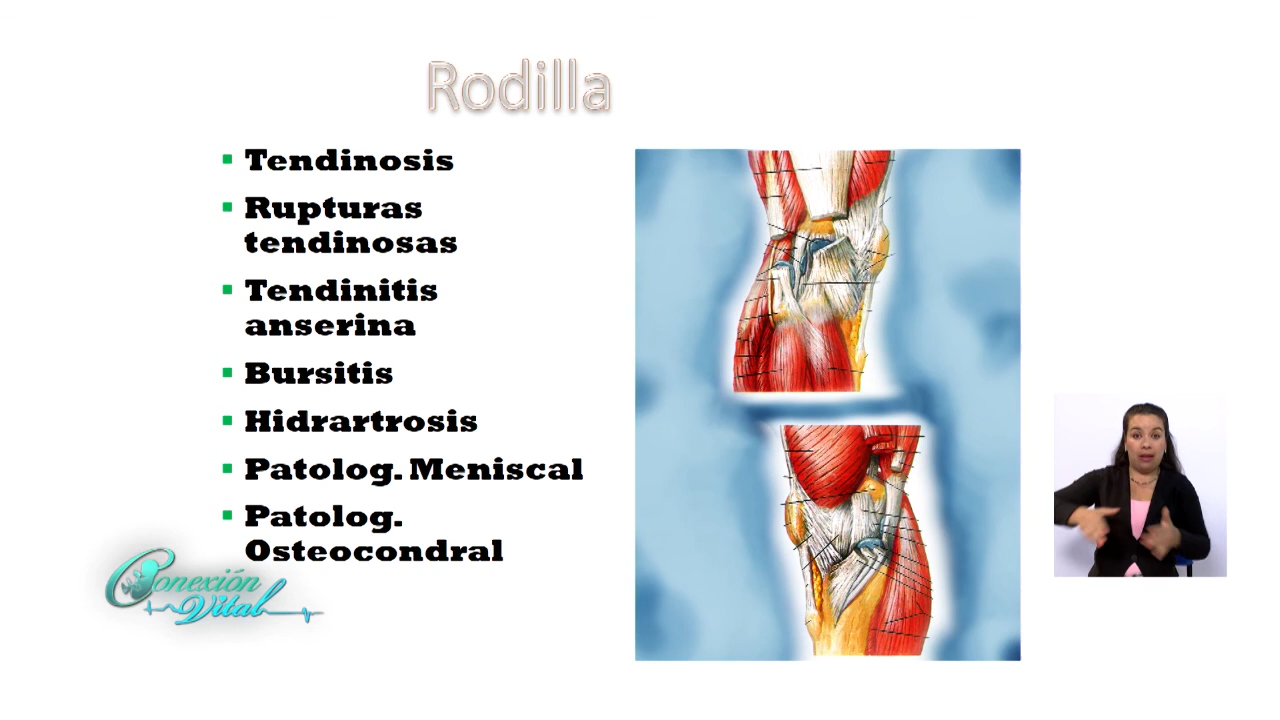 Rodilla
Tendinosis
Rupturas
tendinosas
Tendinitis
anserina
Bursitis
Hidrartrosis
Patolog. Meniscal
Patolog.
Osteocondral
Conexión
Vital